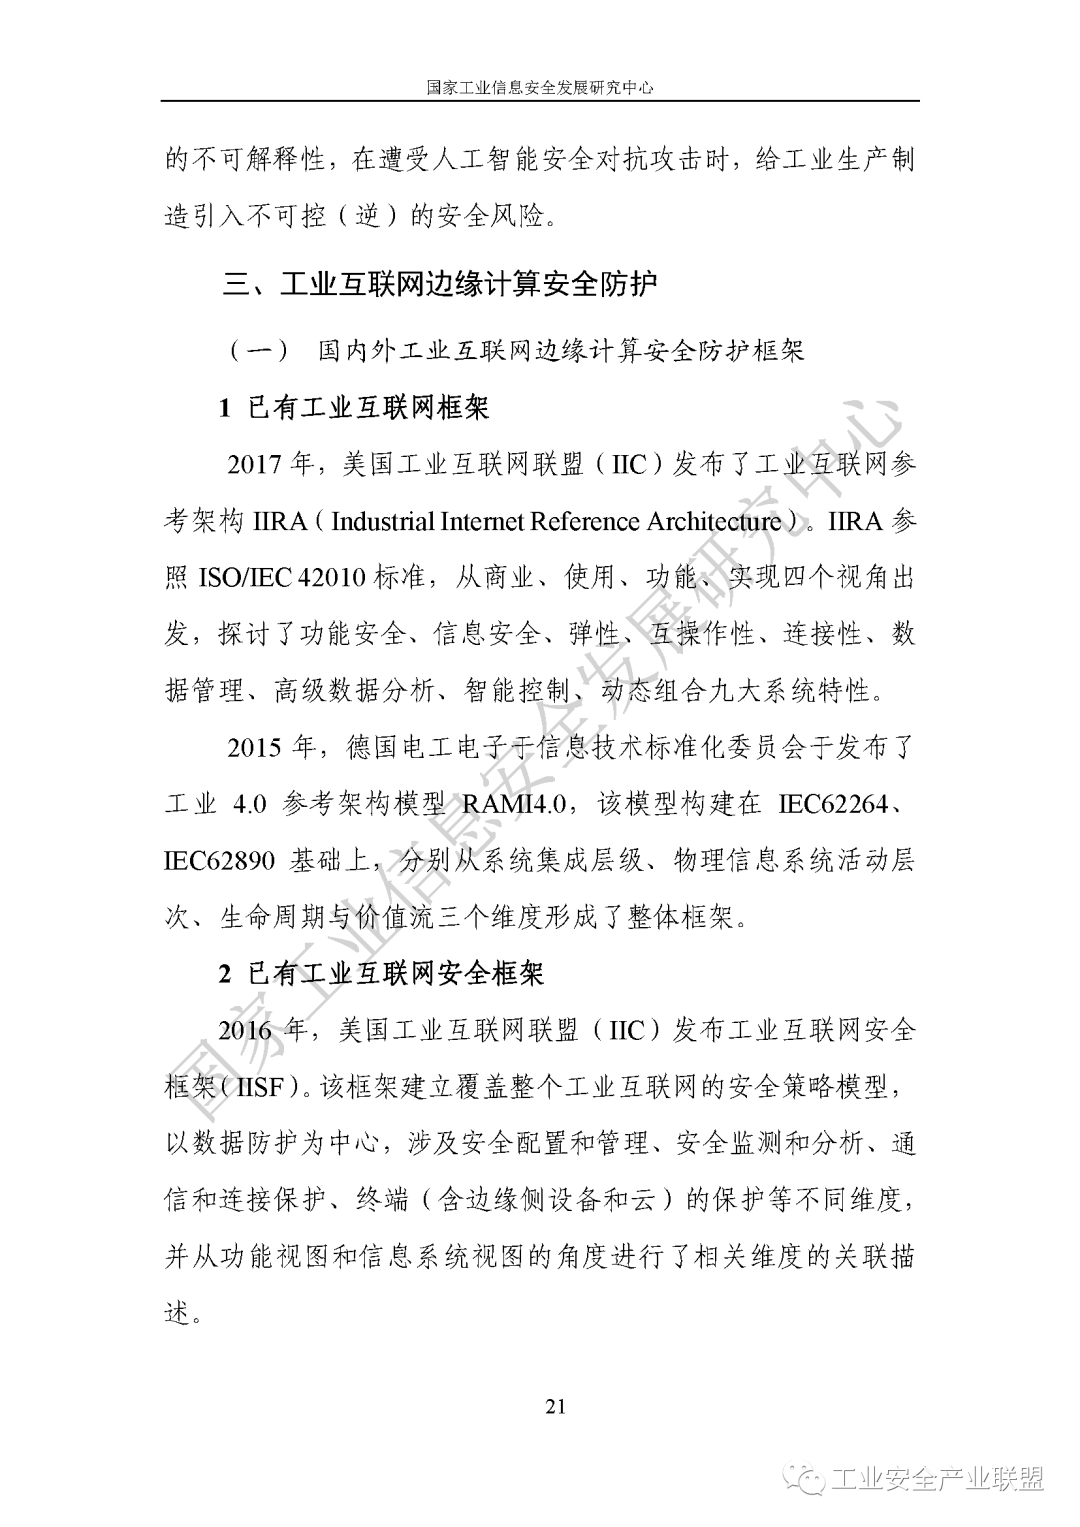 国家工业信息安全发展研究中心
的不可解释性，在遭受人工智能安全对抗攻击时，给工业生产制
造引入不可控（逆）的安全风险。
三、工业互联网边缘计算安全防护
（一） 国内外工业互联网边缘计算安全防护框架
1 已有工业互联网框架
2017 年，美国工业互联网联盟（IIC）发布了工业互联网参
考架构 IIRA（Industrial Internet Reference Architecture）。IIRA 参
照 ISO/IEC 42010 标准，从商业、使用、功能、实现四个视角出
发，探讨了功能安全、信息安全、弹性、互操作性、连接性、数
据管理、高级数据分析、智能控制、动态组合九大系统特性。
2015 年，德国电工电子于信息技术标准化委员会于发布了
工业 4.0 参考架构模型 RAMI4.0，该模型构建在 IEC62264、
IEC62890 基础上，分别从系统集成层级、物理信息系统活动层
次、生命周期与价值流三个维度形成了整体框架。
2 已有工业互联网安全框架
2016 年，美国工业互联网联盟（IIC）发布工业互联网安全
框架（IISF）。该框架建立覆盖整个工业互联网的安全策略模型，
以数据防护为中心，涉及安全配置和管理、安全监测和分析、通
信和连接保护、终端（含边缘侧设备和云）的保护等不同维度，
并从功能视图和信息系统视图的角度进行了相关维度的关联描
述。
国家工业信息安全发展研究中心
21
工业安全产业联盟